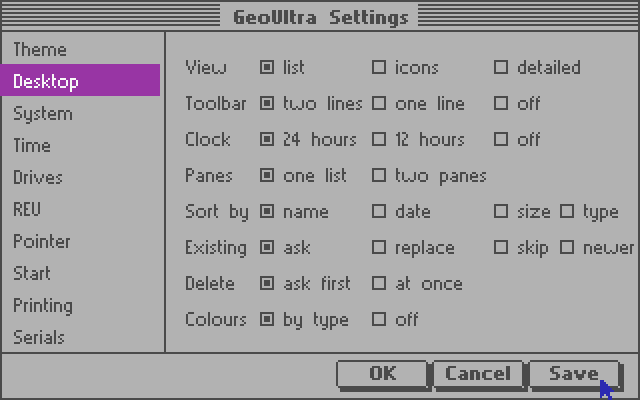 GeoUltra Settings
Theme
Desktop
System
Time
Drives
REU
Pointer
Start
Printing
Serials
View list icons detailed
Toolbar two lines one line off
Clock 24 hours 12 hours off
Panes one list two panes
Sort by name date size type
Existing ask replace skip newer
Delete ask first at once
Colours by type off
OK Cancel Save